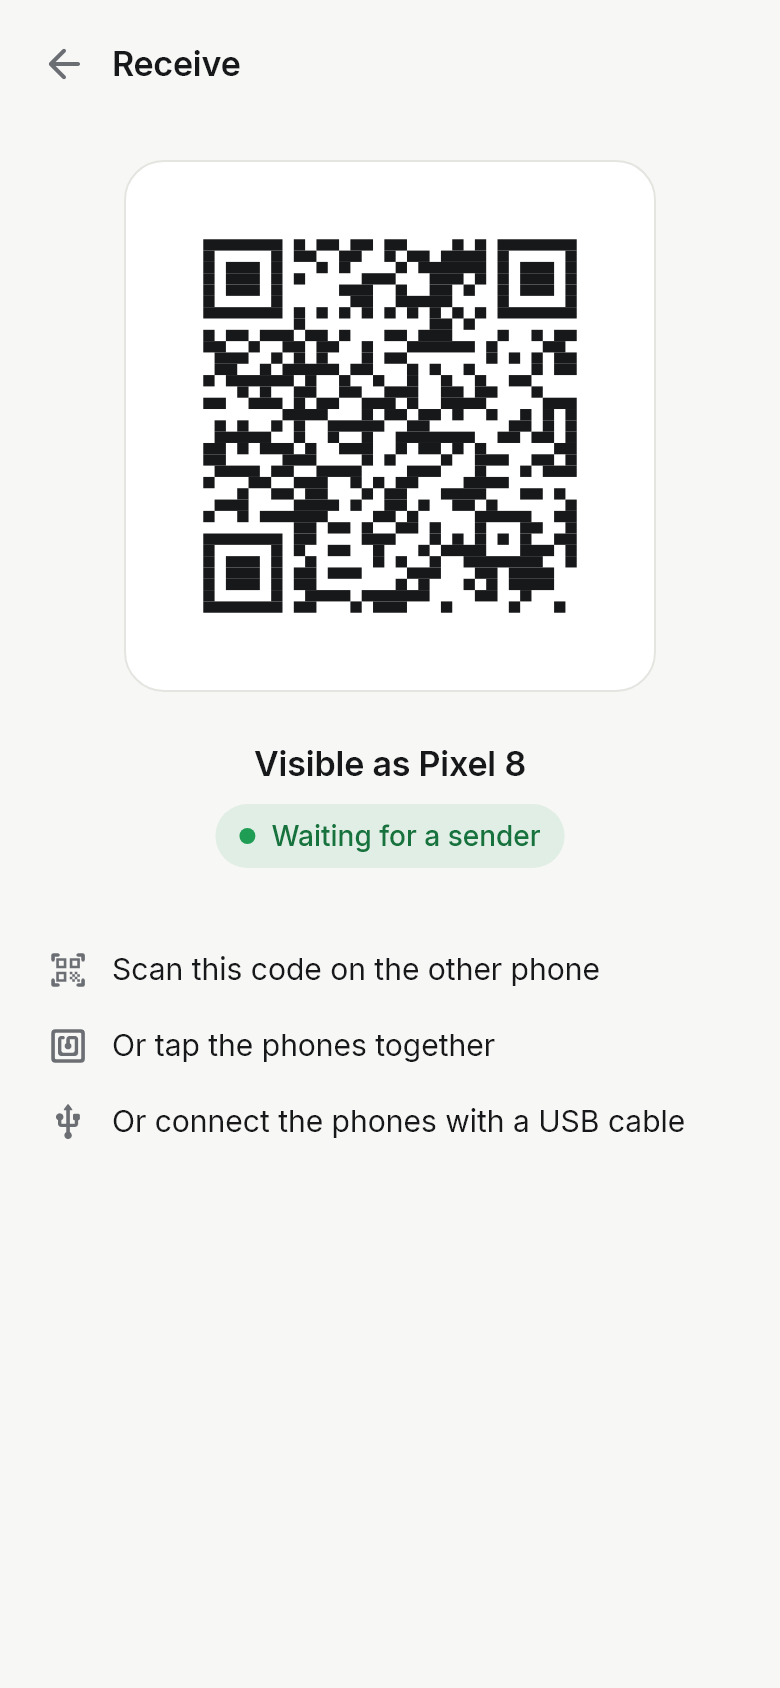 Receive
Visible as Pixel 8
Waiting for a sender
Scan this code on the other phone
Or tap the phones together
Or connect the phones with a USB cable